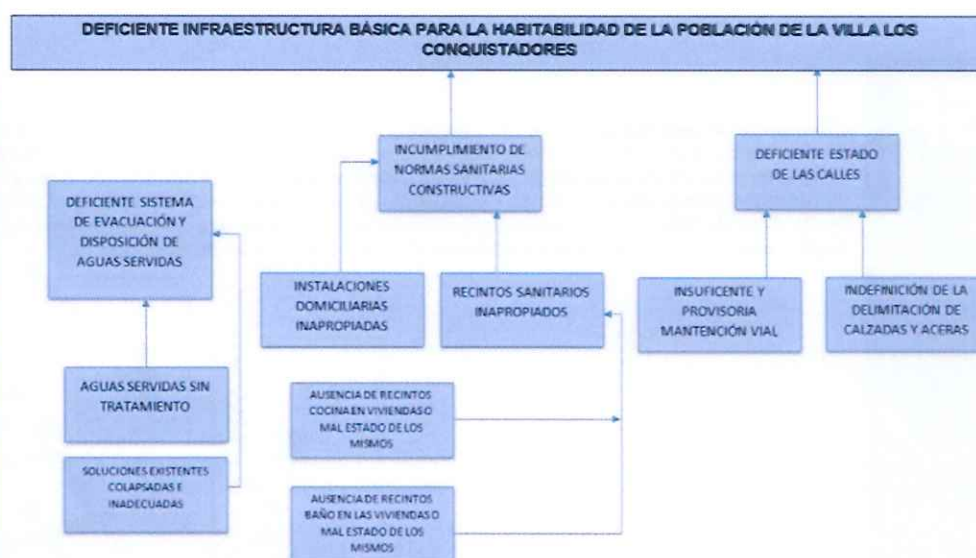 DEFICIENTE INFRAESTRUCTURA BÁSICA PARA LA HABITABILIDAD DE LA POBLACIÓN DE LA VILLA LOS
CONQUISTADORES
INCUMPLIMIENTO DE
NORMAS SANITARIAS
CONSTRUCTIVAS
DEFICIENTE ESTADO
DE LAS CALLES
DEFICIENTE SISTEMA
DE EVACUACIÓN Y
DISPOSICIÓN DE
AGUAS SERVIDAS
INSTALACIONES
DOMICILIARIAS
INAPROPIADAS
RECINTOS SANITARIOS
INAPROPIADOS
INSUFICENTE Y
PROVISORIA
MANTENCIÓN VIAL
INDEFINICIÓN DE LA
DELIMITACIÓN DE
CALZADAS Y ACERAS
AGUAS SERVIDAS SIN
TRATAMIENTO
AUSENCIA DE RECINTOS
COCINA EN VIVIENDAS O
MAL ESTADO DE LOS
MISMOS
SOLUCIONES EXISTENTES
COLAPSADAS E
INADECUADAS
AUSENCIA DE RECINTOS
BAÑO EN LAS VIVIENDAS O
MAL ESTADO DE LOS
MISMOS